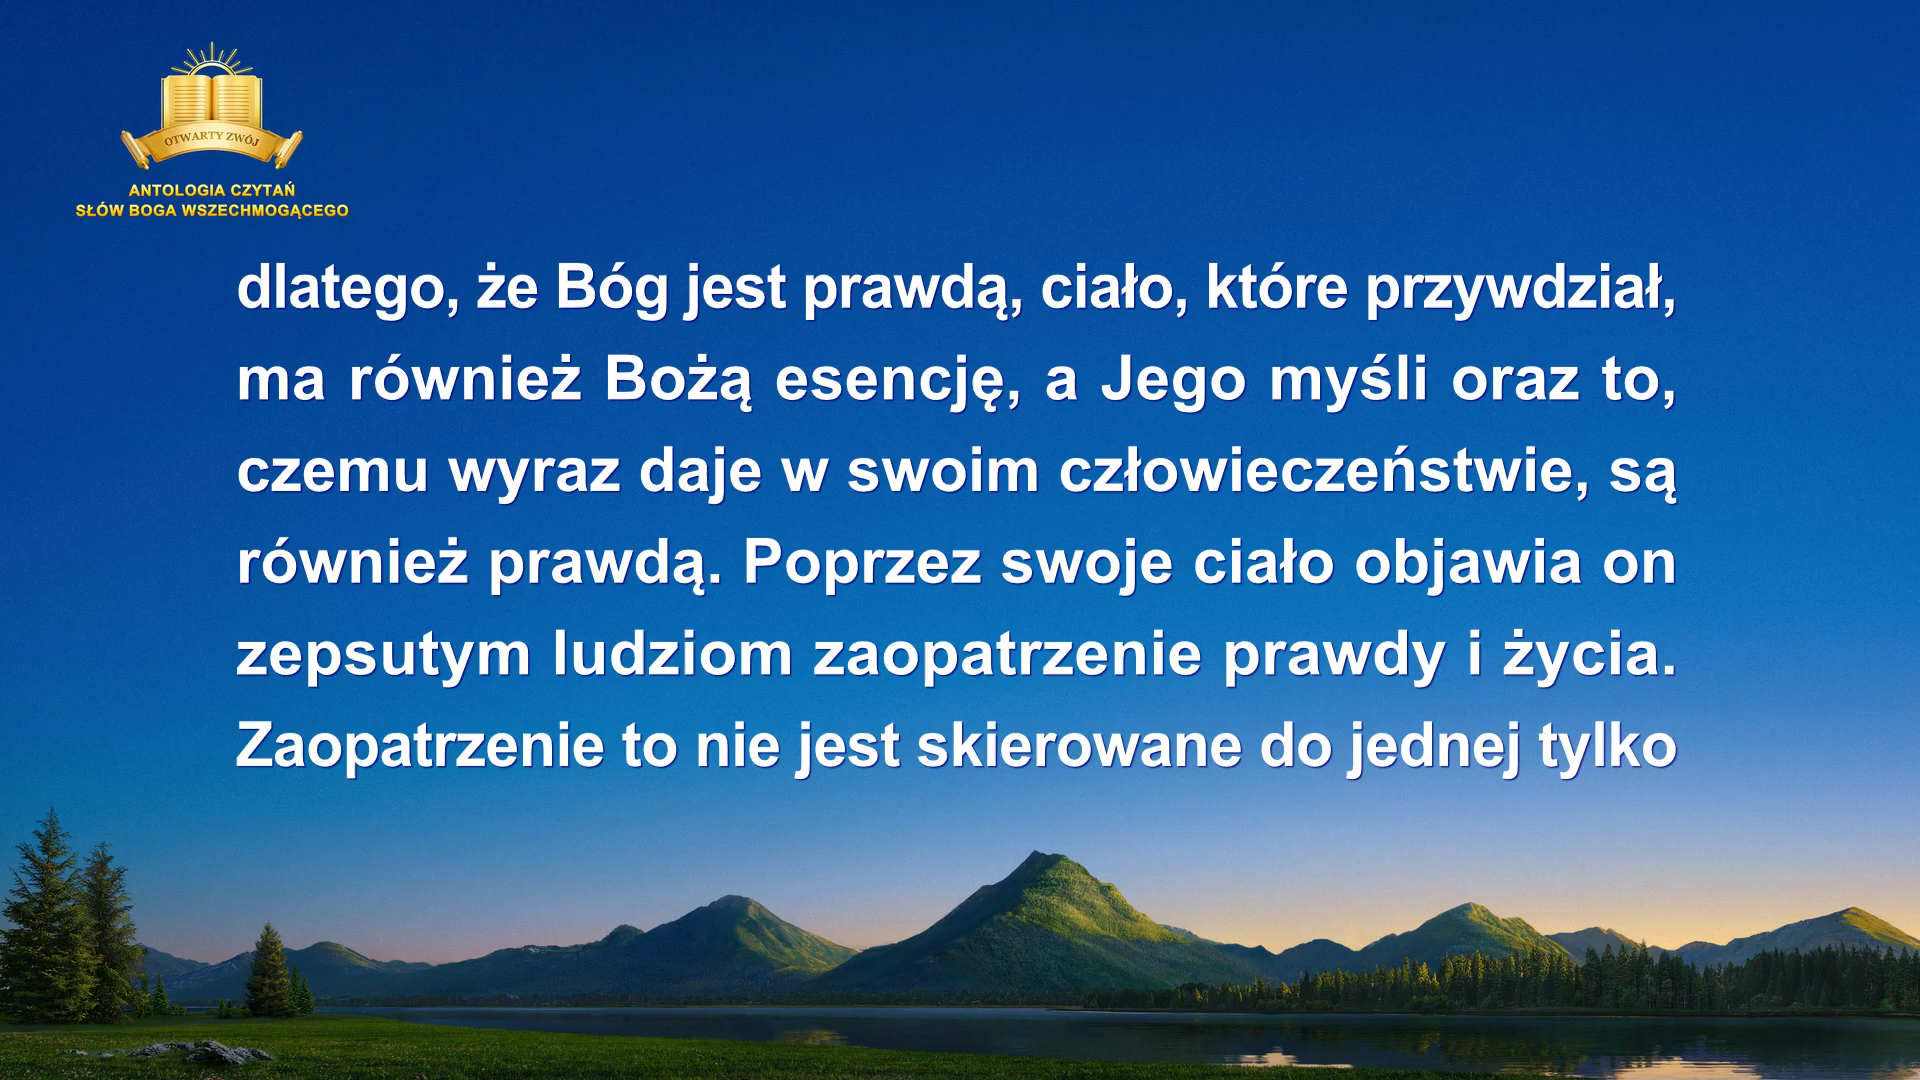 OTWARTY ZWÓJ
ANTOLOGIA CZYTAŃ
SŁÓW BOGA WSZECHMOGĄCEGO
dlatego, że Bóg jest prawdą, ciało, które przywdział,
ma również Bożą esencję, a Jego myśli oraz to,
czemu wyraz daje w swoim człowieczeństwie, są
również prawdą. Poprzez swoje ciało objawia on
zepsutym ludziom zaopatrzenie prawdy i życia.
Zaopatrzenie to nie jest skierowane do jednej tylko